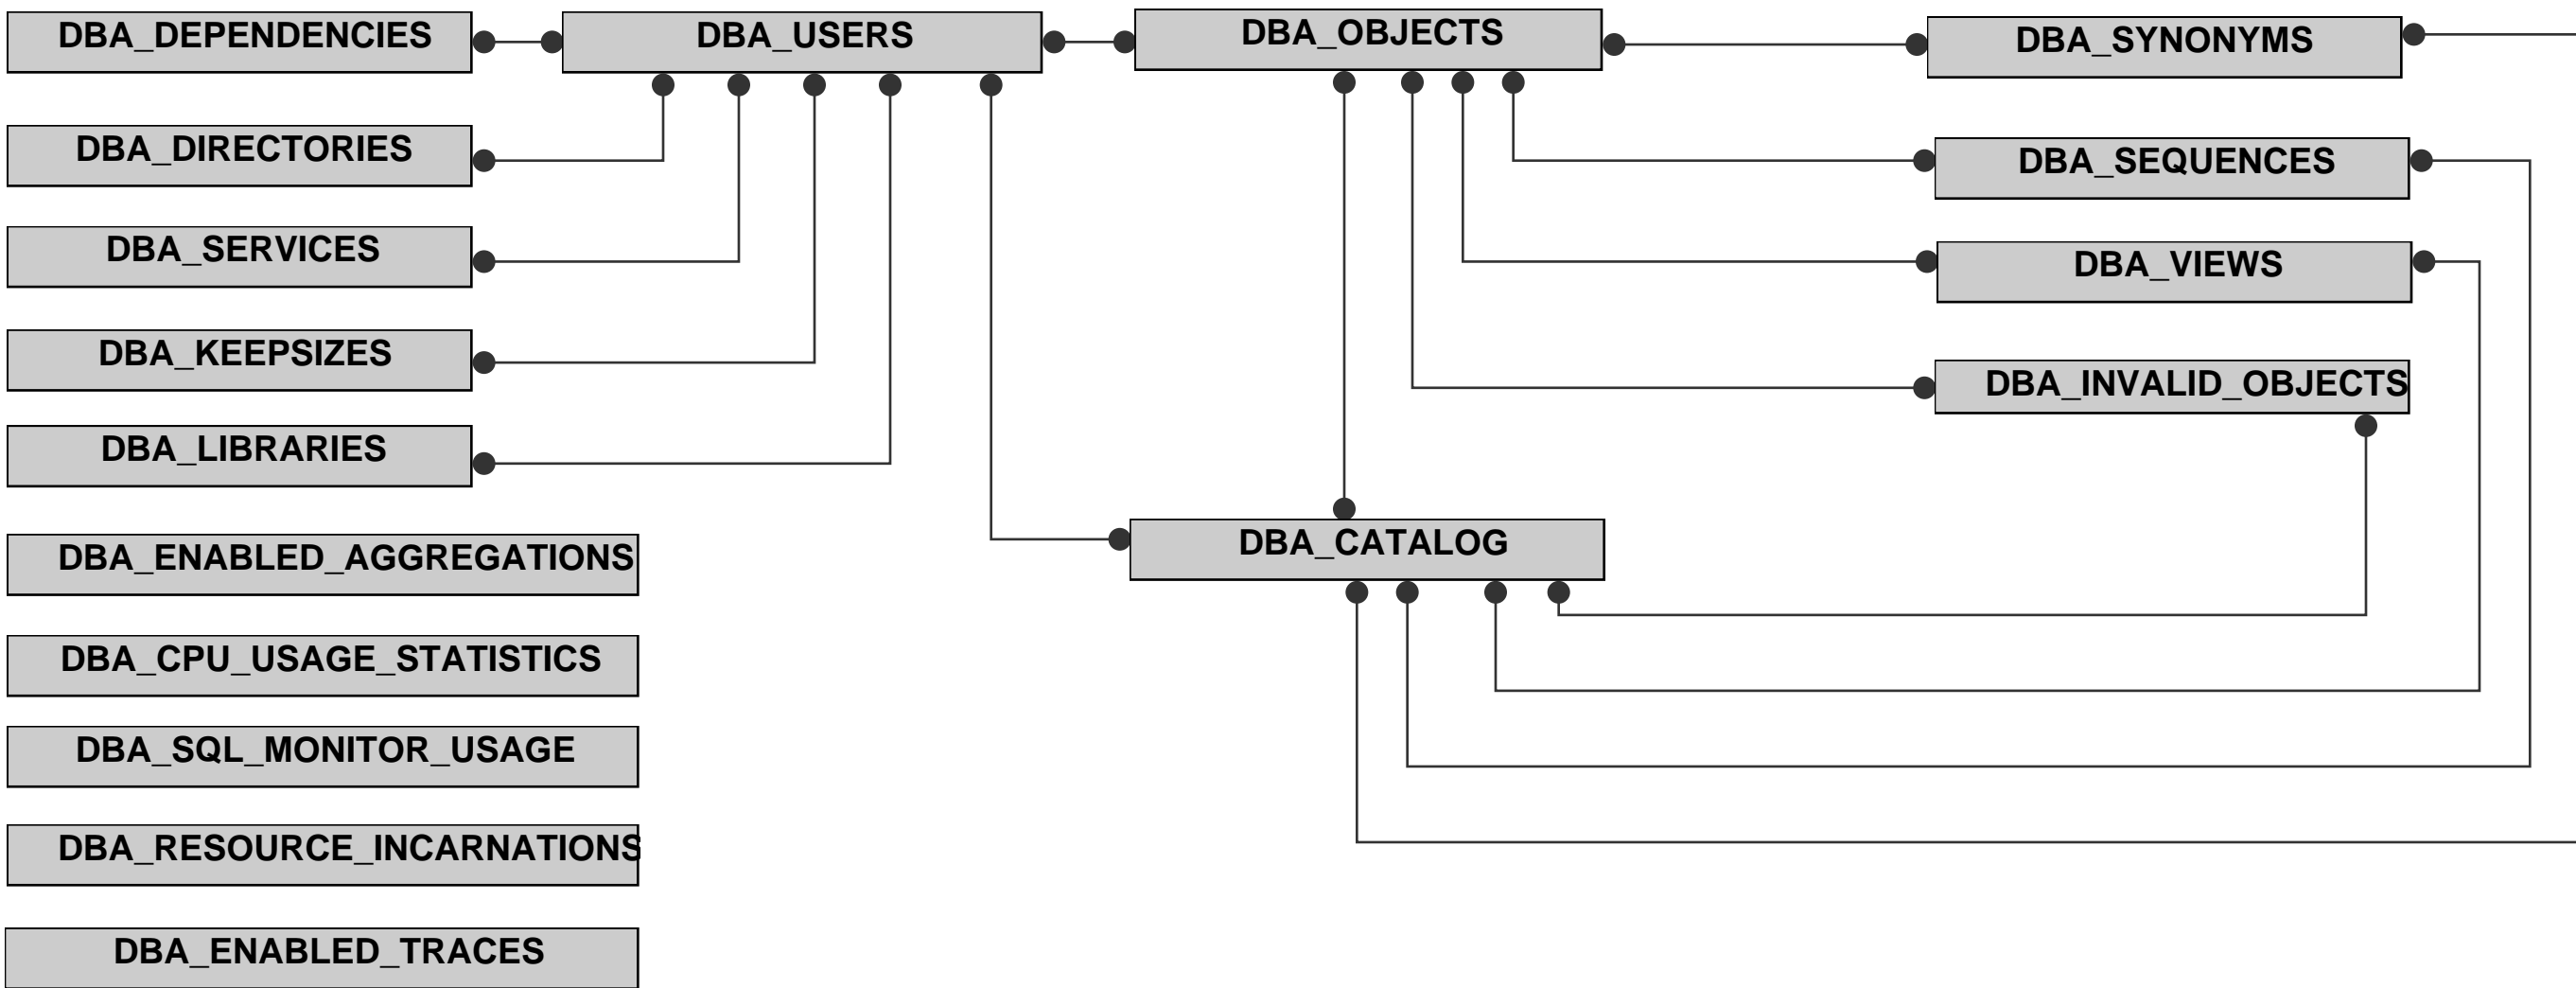 DBA_DEPENDENCIES
DBA_USERS
DBA_OBJECTS
DBA_SYNONYMS
DBA_DIRECTORIES
DBA_SEQUENCES
DBA_SERVICES
DBA_VIEWS
DBA_KEEPSIZES
DBA_INVALID_OBJECTS
DBA_LIBRARIES
DBA_CATALOG
DBA_ENABLED_AGGREGATIONS
DBA_CPU_USAGE_STATISTICS
DBA_SQL_MONITOR_USAGE
DBA_RESOURCE_INCARNATIONS
DBA_ENABLED_TRACES